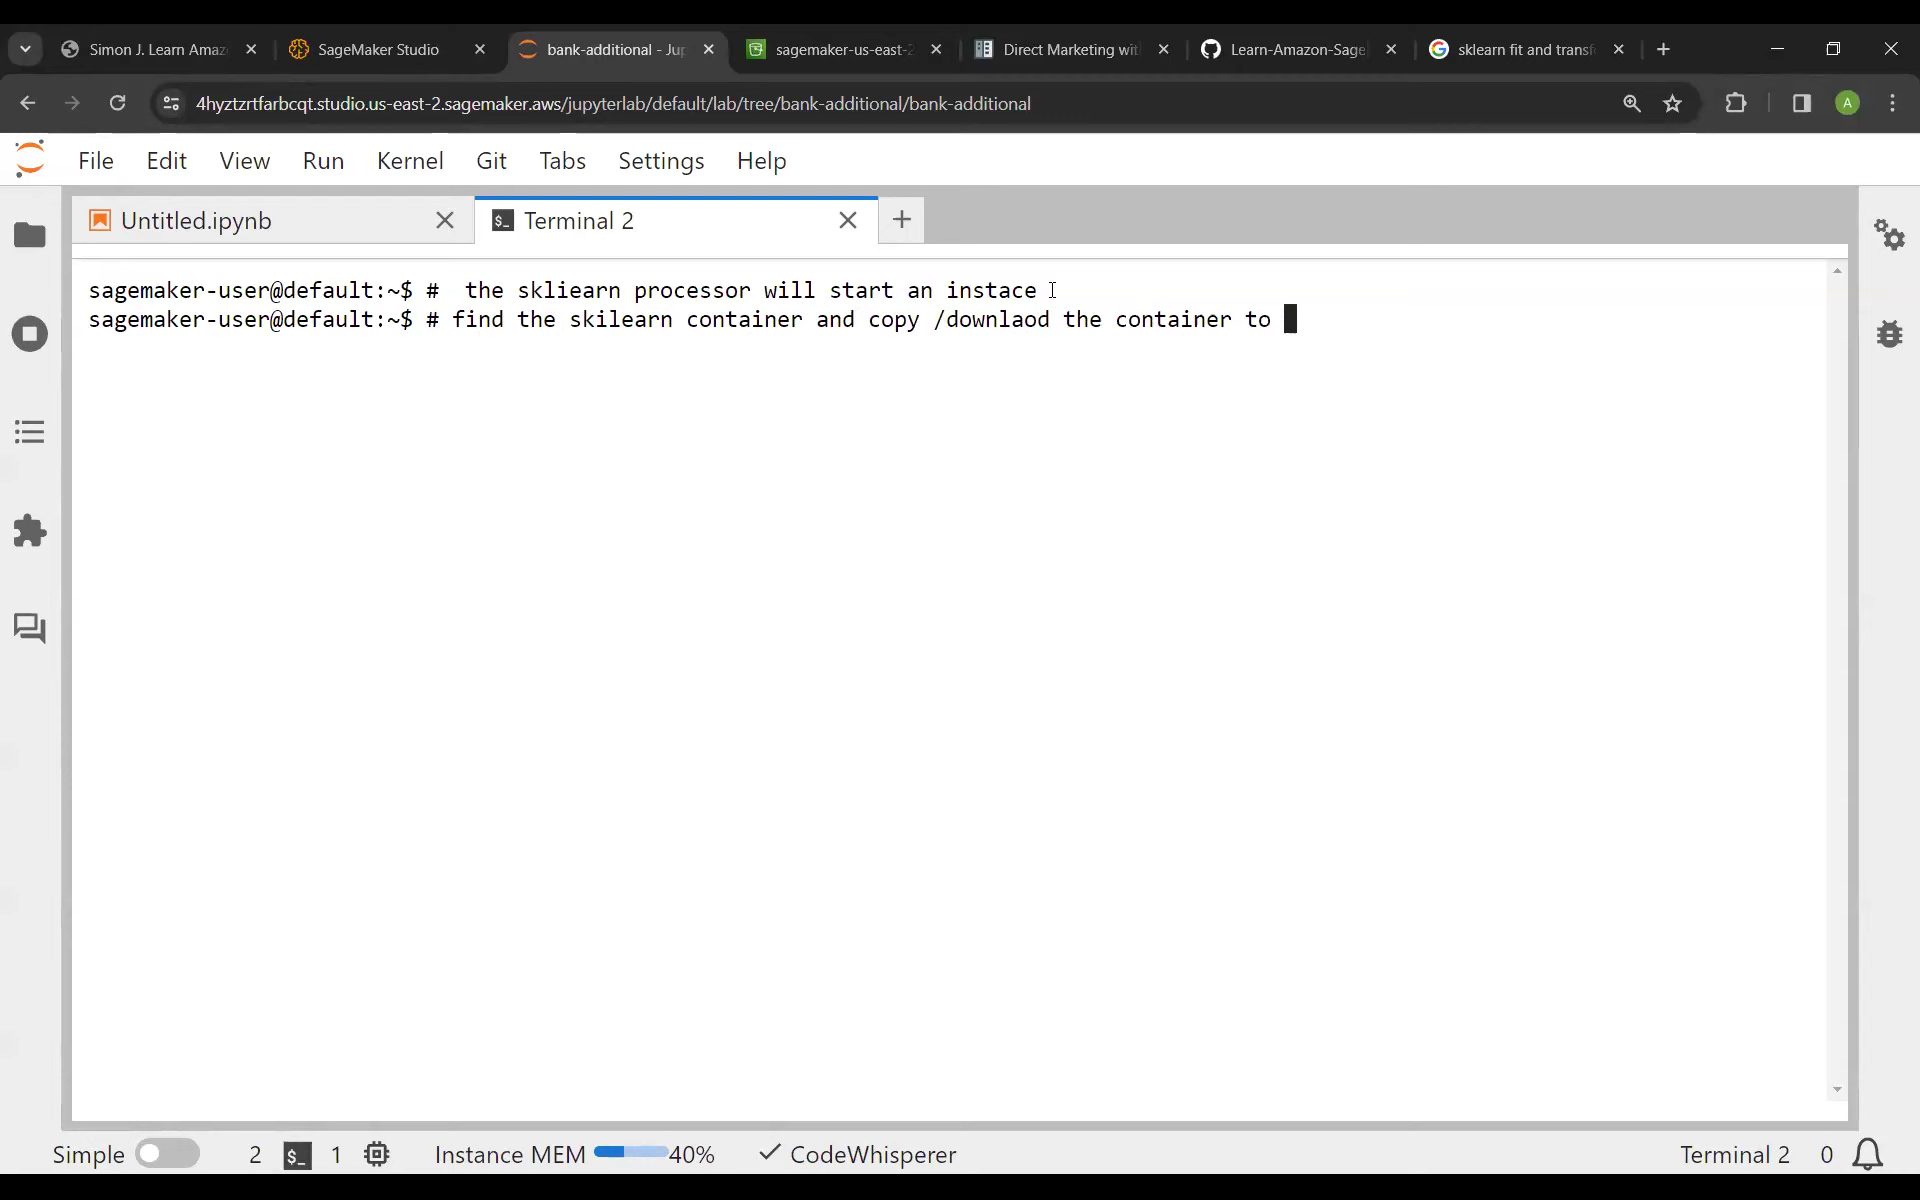 Simon J. Learn Amaz
SageMaker Studio
bank-additional - Jup
sagemaker-us-east-2
Direct Marketing wit
Learn-Amazon-Sage
sklearn fit and transf
4hyztzrtfarbcqt.studio.us-east-2.sagemaker.aws/jupyterlab/default/lab/tree/bank-additional/bank-additional
A
File Edit View Run Kernel Git Tabs Settings Help
Untitled.ipynb
Terminal 2
sagemaker-user@default:~$ #  the skliearn processor will start an instace
sagemaker-user@default:~$ # find the skilearn container and copy /downlaod the container to
Simple 2 $_ 1 Instance MEM 40% CodeWhisperer Terminal 2 0